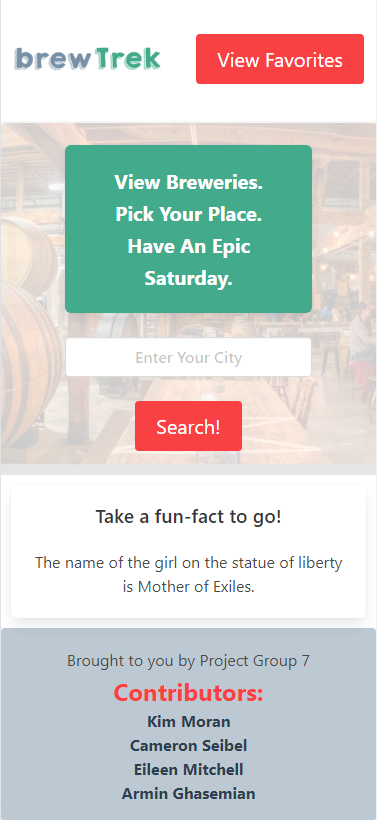 brewTrek
View Favorites
View Breweries.
Pick Your Place.
Have An Epic
Saturday.
Enter Your City
Search!
Take a fun-fact to go!
The name of the girl on the statue of liberty
is Mother of Exiles.
Brought to you by Project Group 7
Contributors:
Kim Moran
Cameron Seibel
Eileen Mitchell
Armin Ghasemian